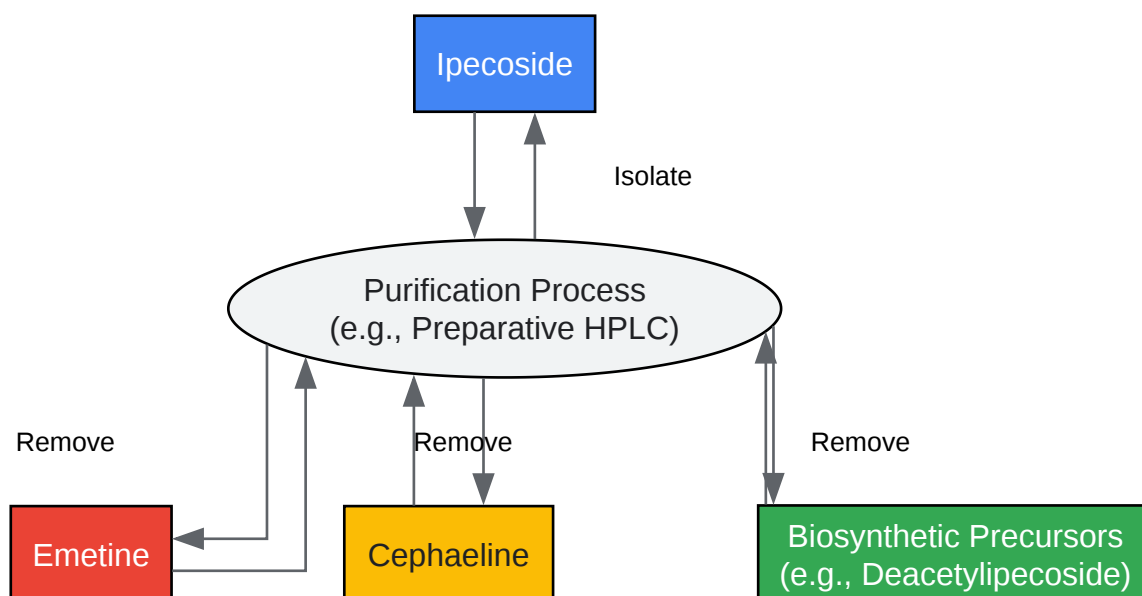 Ipecoside
Isolate
Purification Process
(e.g., Preparative HPLC)
Remove
Remove
Remove
Emetine
Cephaeline
Biosynthetic Precursors
(e.g., Deacetylipecoside)